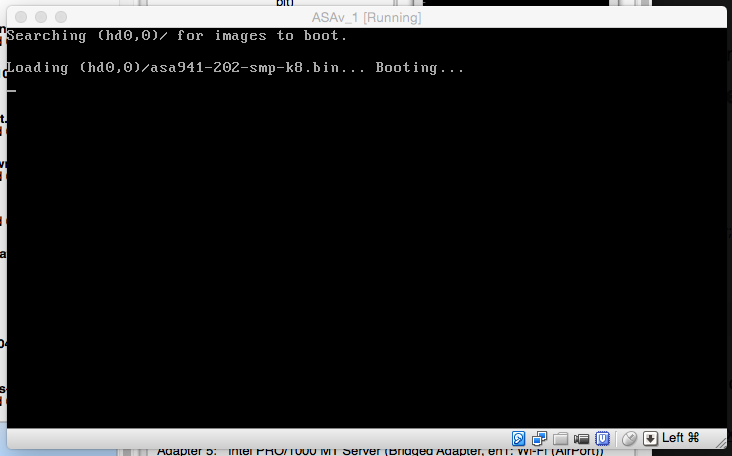 bit)
ASAv_1 [Running]
Searching (hd0,0)/ for images to boot.
Loading (hd0,0)/asa941-202-smp-k8.bin... Booting...
Left ⌘
Adapter 5: Intel PRO/1000 MT Server (Bridged Adapter, en1: Wi-Fi (AirPort))